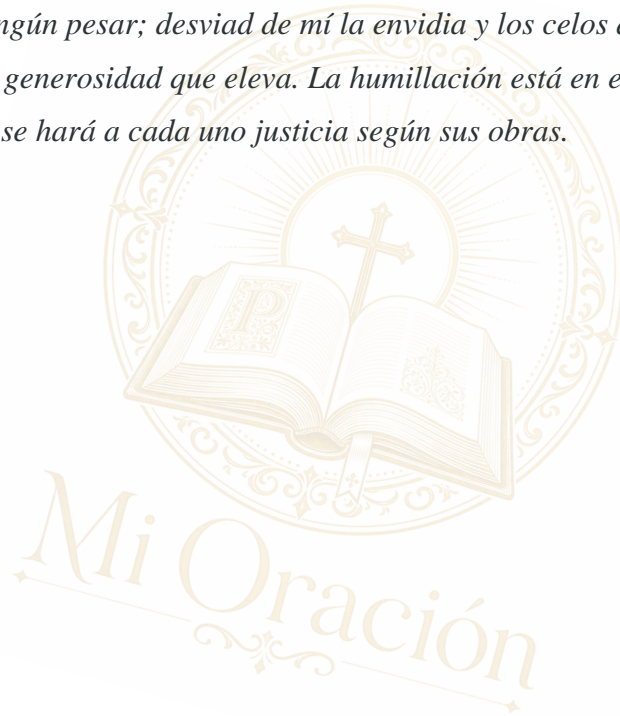 ngún pesar; desviad de mí la envidia y los celos
generosidad que eleva. La humillación está en e
se hará a cada uno justicia según sus obras.
P
Mi Oración